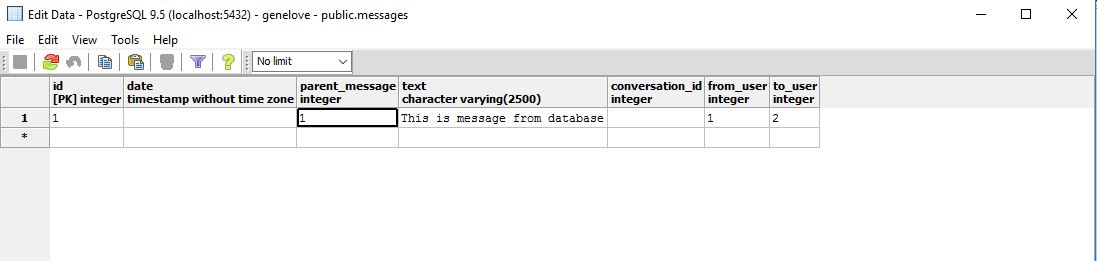 Edit Data - PostgreSQL 9.5 (localhost:5432) - genelove - public.messages
File Edit View Tools Help
No limit
id date parent_message text conversation_id from_user to_user
[PK] integer timestamp without time zone integer character varying(2500) integer integer integer
1 1 1 This is message from database 1 2
*